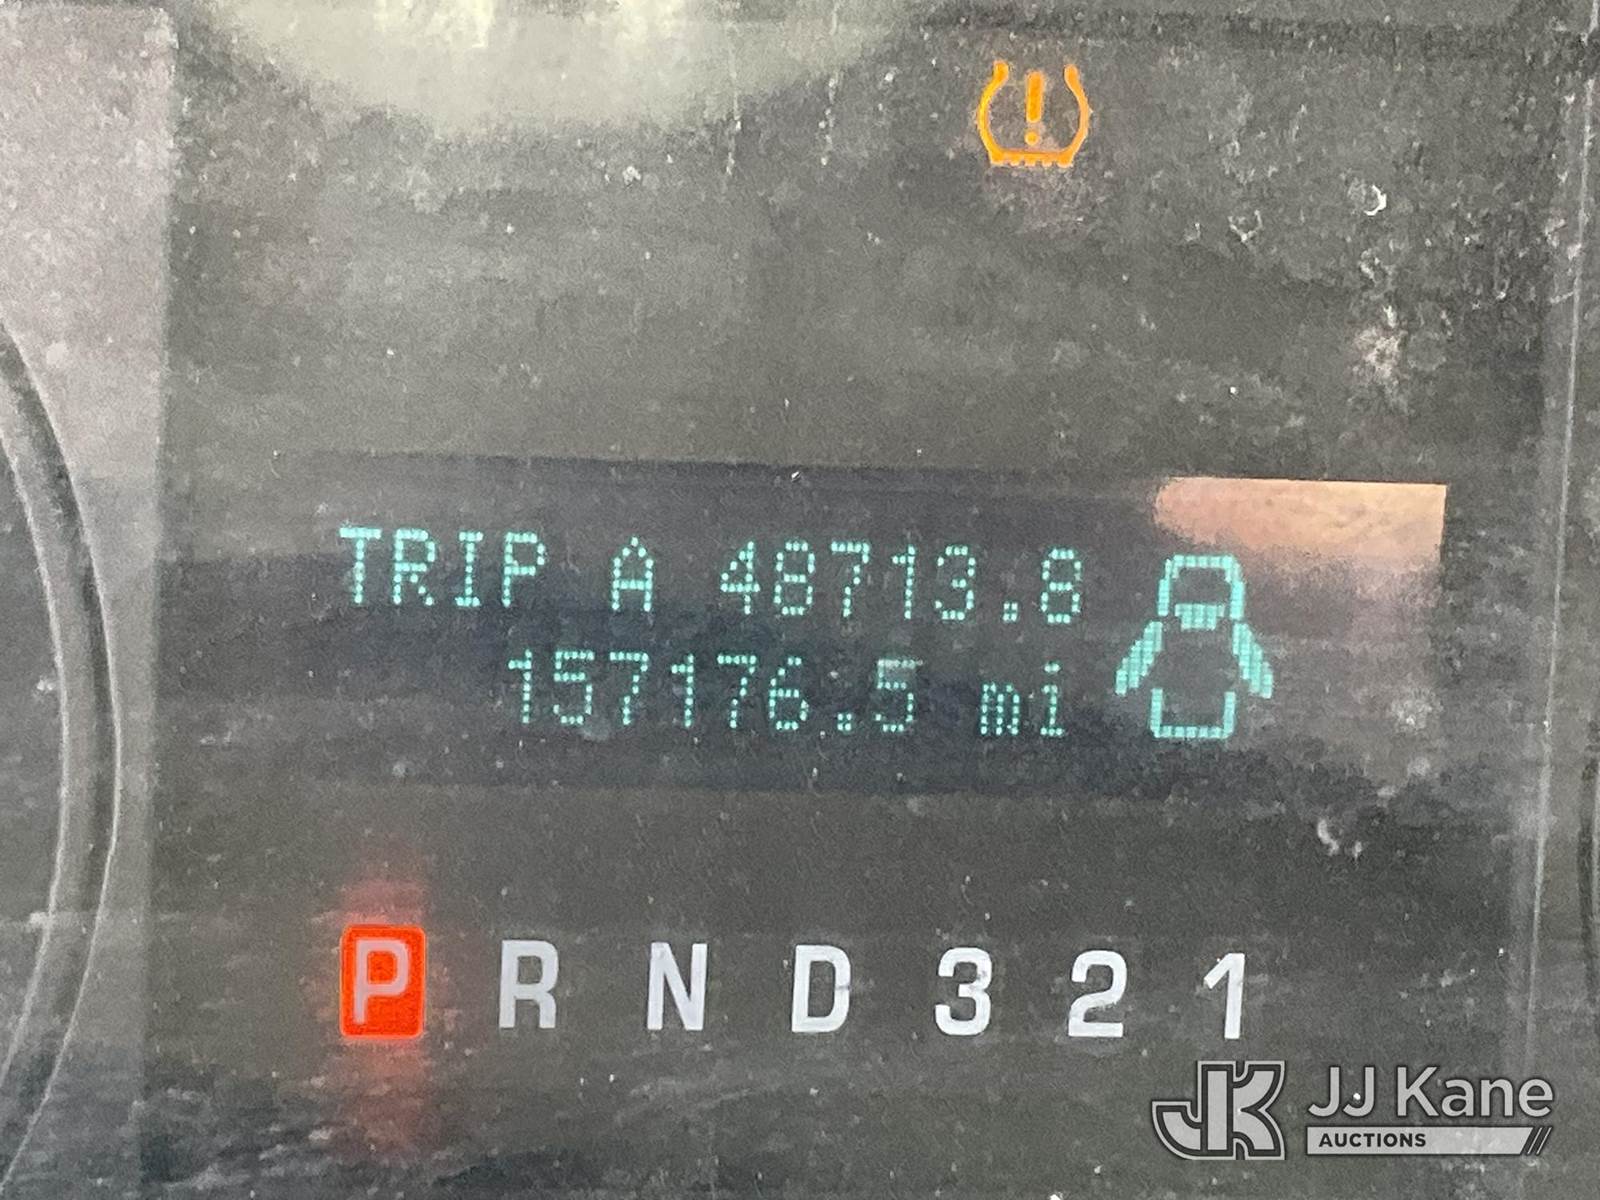 TRIP A 48713.8
157176.5 mi
P R N D 3 2 1
JK JJ Kane
AUCTIONS